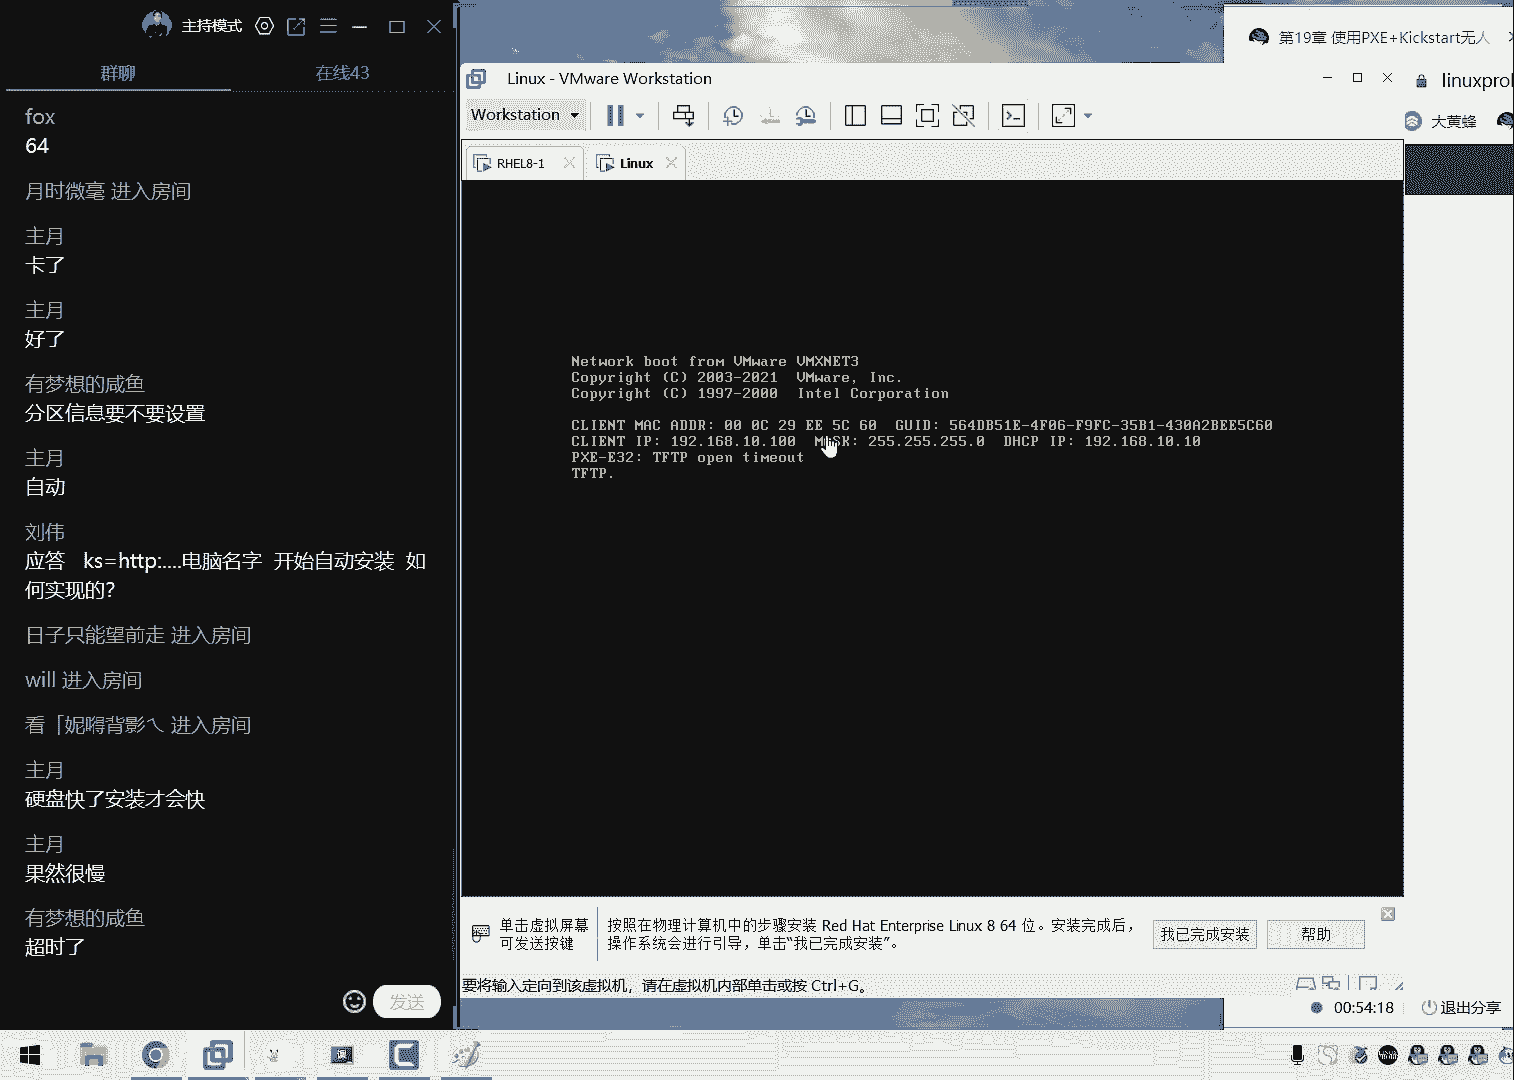 主持模式
群聊
在线43
fox
64
月时微毫 进入房间
主月
卡了
主月
好了
有梦想的咸鱼
分区信息要不要设置
主月
自动
刘伟
应答 ks=http:....电脑名字 开始自动安装 如
何实现的?
日子只能望前走 进入房间
will 进入房间
看「妮嘚背影乀 进入房间
主月
硬盘快了安装才会快
主月
果然很慢
有梦想的咸鱼
超时了
发送
第19章 使用PXE+Kickstart无人
Linux - VMware Workstation
linuxprol
Workstation
大黄蜂
RHEL8-1
Linux
Network boot from VMware VMXNET3
Copyright (C) 2003-2021 VMware, Inc.
Copyright (C) 1997-2000 Intel Corporation
CLIENT MAC ADDR: 00 0C 29 EE 5C 60 GUID: 564DB51E-4F06-F9FC-35B1-430A2BEE5C60
CLIENT IP: 192.168.10.100 MASK: 255.255.255.0 DHCP IP: 192.168.10.10
PXE-E32: TFTP open timeout
TFTP.
单击虚拟屏幕
可发送按键
按照在物理计算机中的步骤安装 Red Hat Enterprise Linux 8 64 位。安装完成后，
操作系统会进行引导，单击“我已完成安装”。
我已完成安装
帮助
要将输入定向到该虚拟机，请在虚拟机内部单击或按 Ctrl+G。
00:54:18
退出分享